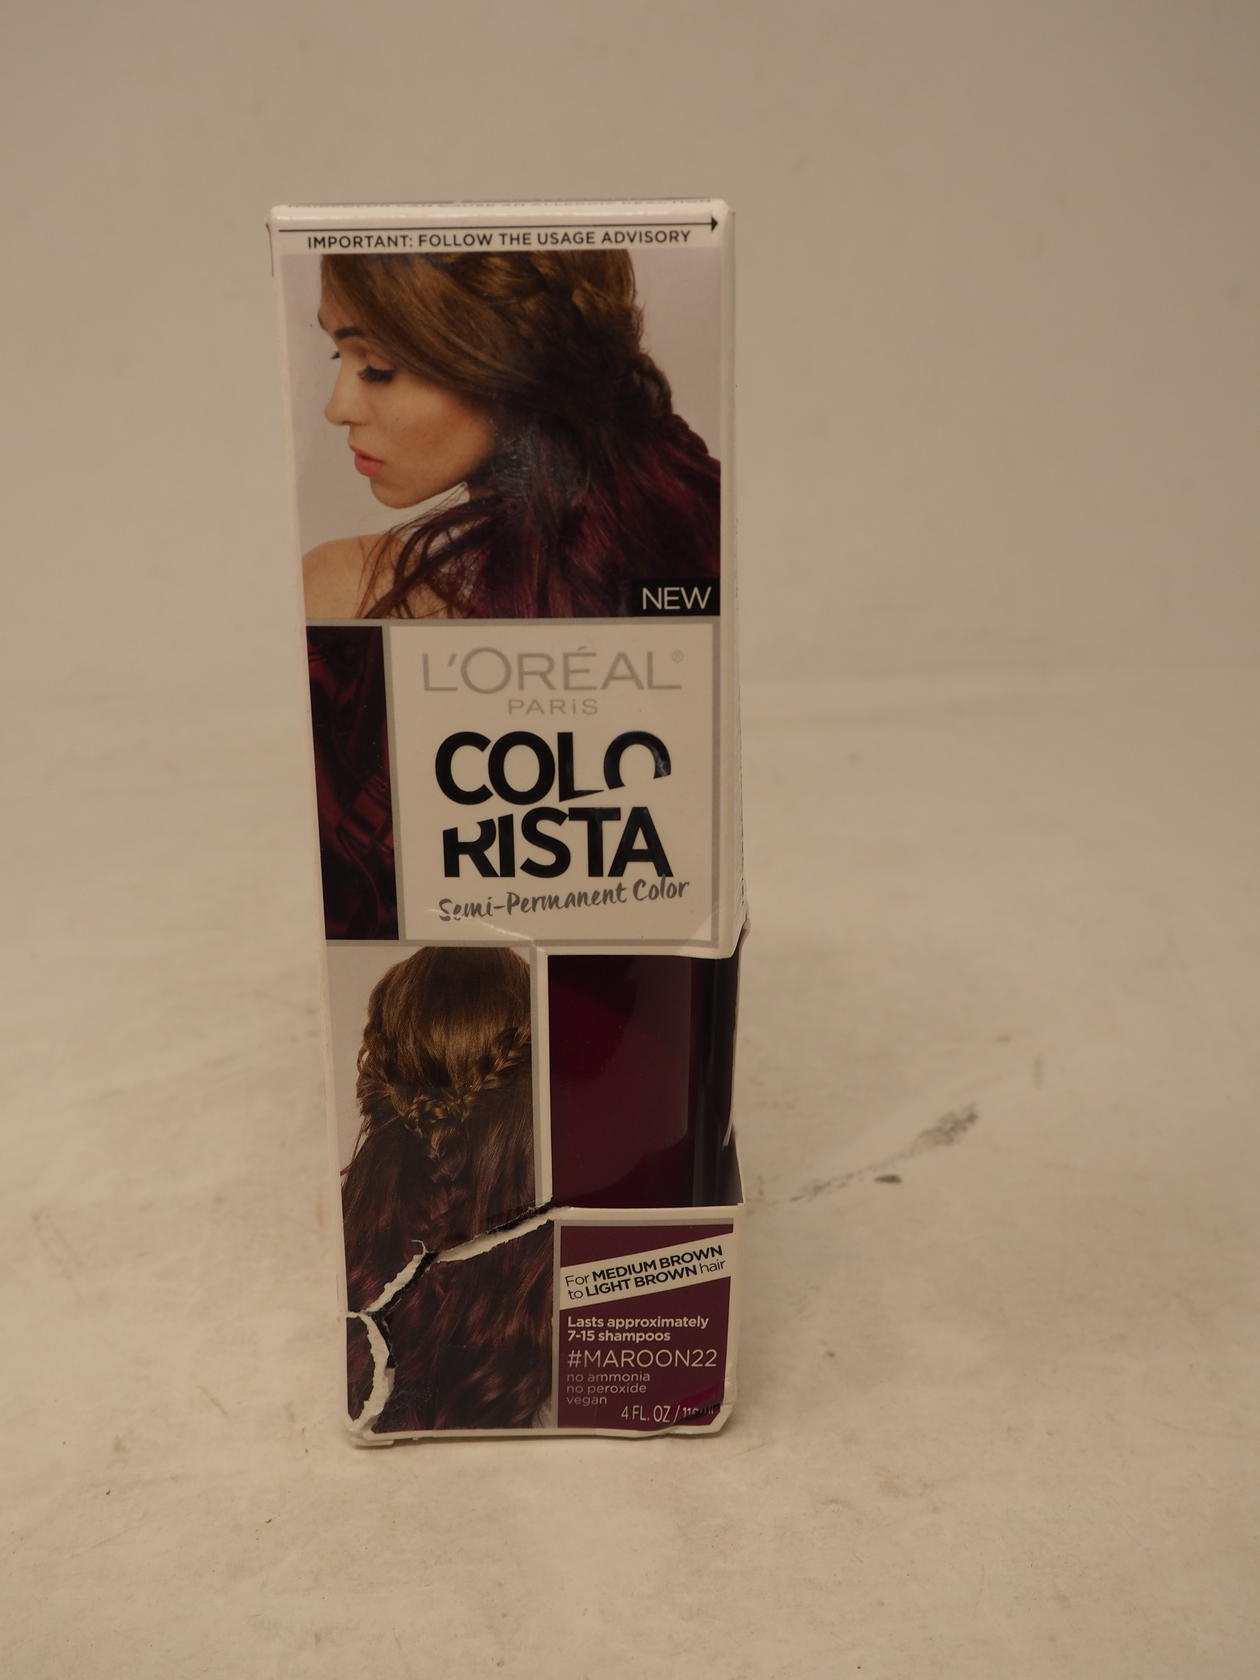 IMPORTANT: FOLLOW THE USAGE ADVISORY
NEW
L'ORÉAL®
PARiS
COLO
RISTA
Semi-Permanent Color
For MEDIUM BROWN
to LIGHT BROWN hair
Lasts approximately
7-15 shampoos
#MAROON22
no ammonia
no peroxide
vegan
4 FL. OZ /